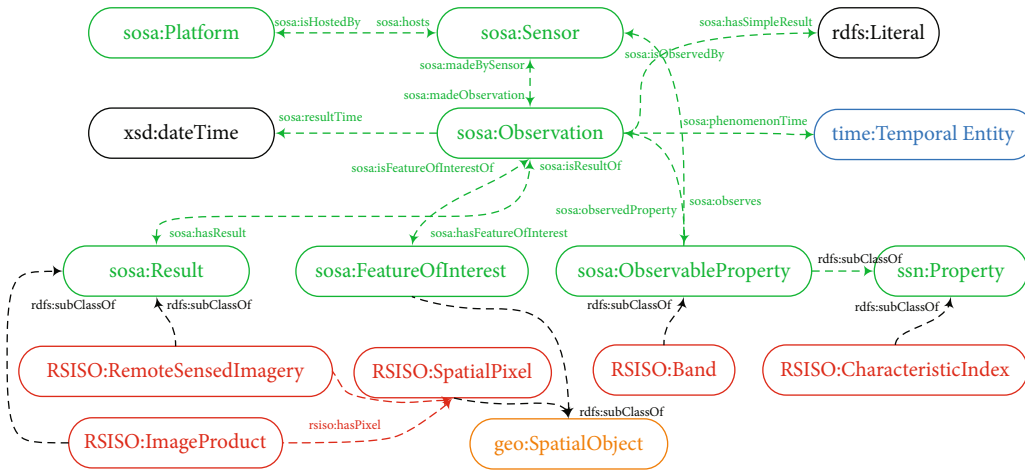 sosa:hasSimpleResult
sosa:isHostedBy
sosa:hosts
sosa:Platform
sosa:Sensor
rdfs:Literal
sosa:isObservedBy
sosa:madeBySensor
sosa:madeObservation
sosa:resultTime
sosa:phenomenonTime
xsd:dateTime
sosa:Observation
time:Temporal Entity
sosa:isFeatureOfInterestOf
sosa:isResultOf
sosa:observes
sosa:observedProperty
sosa:hasResult
sosa:hasFeatureOfInterest
rdfs:subClassOf
sosa:Result
sosa:FeatureOfInterest
sosa:ObservableProperty
ssn:Property
rdfs:subClassOf
rdfs:subClassOf
rdfs:subClassOf
rdfs:subClassOf
RSISO:RemoteSensedImagery
RSISO:SpatialPixel
RSISO:Band
RSISO:CharacteristicIndex
rdfs:subClassOf
rsiso:hasPixel
RSISO:ImageProduct
geo:SpatialObject